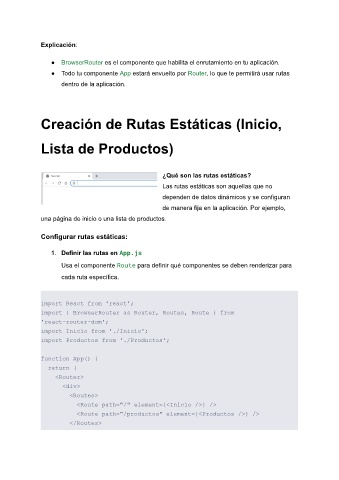 Explicación:
● BrowserRouter es el componente que habilita el enrutamiento en tu aplicación.
● Todo tu componente App estará envuelto por Router, lo que te permitirá usar rutas
dentro de la aplicación.
Creación de Rutas Estáticas (Inicio,
Lista de Productos)
¿Qué son las rutas estáticas?
Las rutas estáticas son aquellas que no
dependen de datos dinámicos y se configuran
de manera fija en la aplicación. Por ejemplo,
una página de inicio o una lista de productos.
Configurar rutas estáticas:
1. Definir las rutas en App.js
Usa el componente Route para definir qué componentes se deben renderizar para
cada ruta específica.
import React from 'react';
import { BrowserRouter as Router, Routes, Route } from
'react-router-dom';
import Inicio from './Inicio';
import Productos from './Productos';
function App() {
return (
<Router>
<div>
<Routes>
<Route path="/" element={<Inicio />} />
<Route path="/productos" element={<Productos />} />
</Routes>